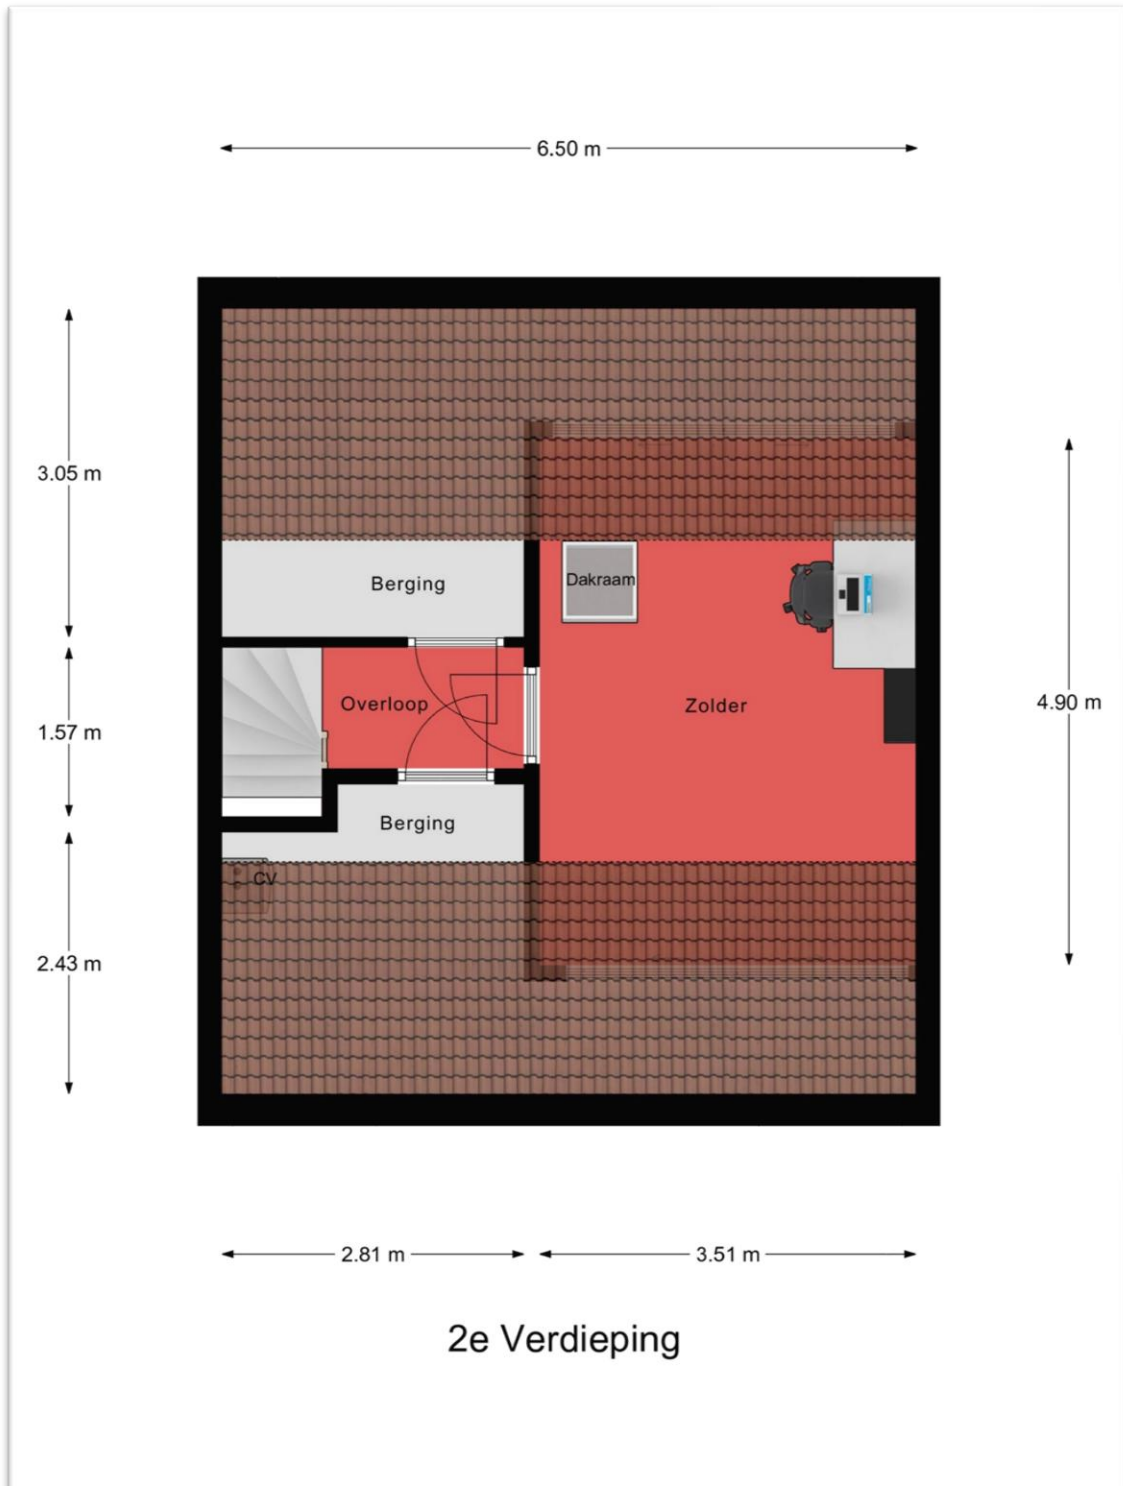 6.50 m
3.05 m
Berging
Dakraam
Overloop
Zolder
4.90 m
1.57 m
Berging
CV
2.43 m
2.81 m
3.51 m
2e Verdieping